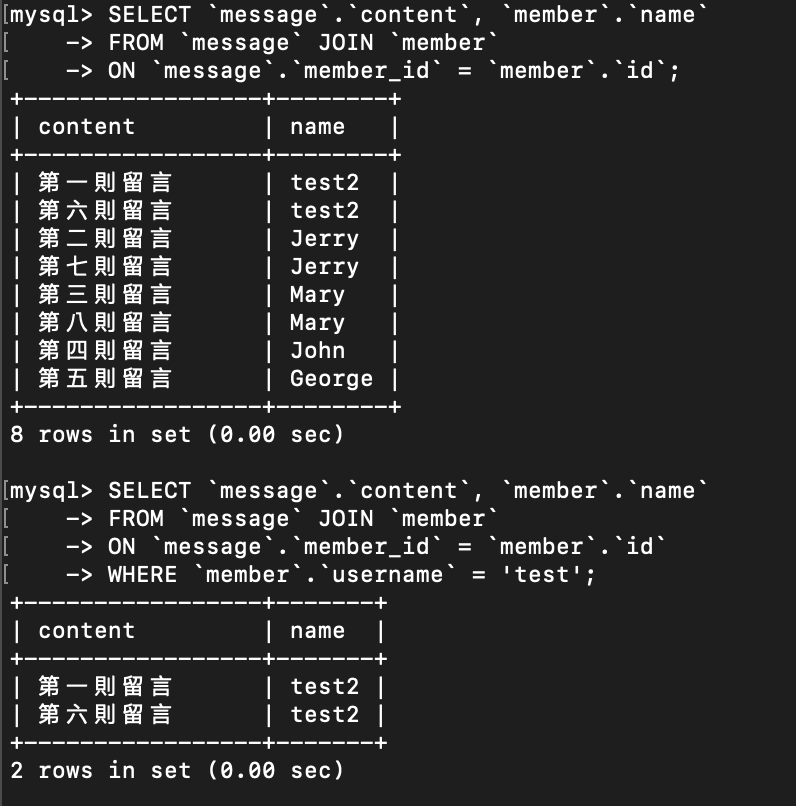 mysql> SELECT `message`.`content`, `member`.`name`
    -> FROM `message` JOIN `member`
    -> ON `message`.`member_id` = `member`.`id`;
+------------------+--------+
| content          | name   |
+------------------+--------+
| 第一則留言       | test2  |
| 第六則留言       | test2  |
| 第二則留言       | Jerry  |
| 第七則留言       | Jerry  |
| 第三則留言       | Mary   |
| 第八則留言       | Mary   |
| 第四則留言       | John   |
| 第五則留言       | George |
+------------------+--------+
8 rows in set (0.00 sec)
mysql> SELECT `message`.`content`, `member`.`name`
    -> FROM `message` JOIN `member`
    -> ON `message`.`member_id` = `member`.`id`
    -> WHERE `member`.`username` = 'test';
+------------------+-------+
| content          | name  |
+------------------+-------+
| 第一則留言       | test2 |
| 第六則留言       | test2 |
+------------------+-------+
2 rows in set (0.00 sec)